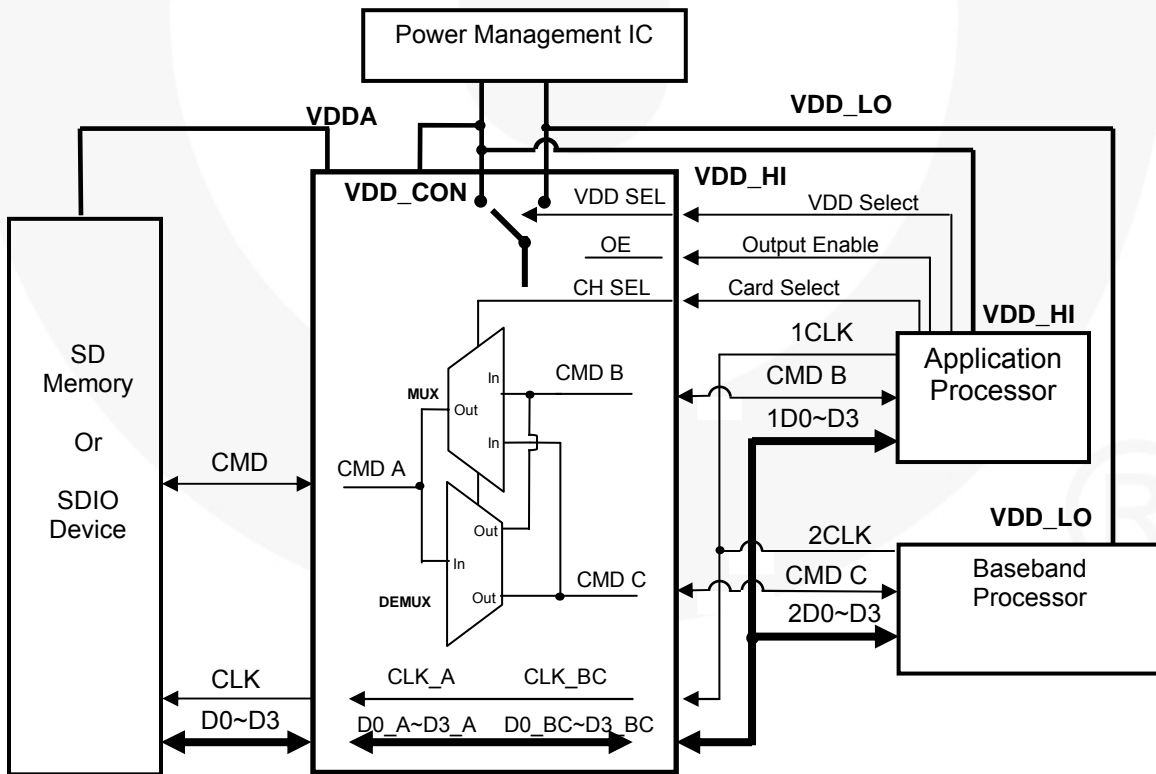 Power Management IC
VDDA
VDD_LO
VDD_CON
VDD_HI
VDD SEL
VDD Select
OE
Output Enable
CH SEL
Card Select
VDD_HI
1CLK
Application
Processor
CMD B
1D0~D3
SD
Memory
Or
SDIO
Device
CMD
MUX
In
Out
In
CMD B
CMD A
Out
In
Out
DEMUX
CMD C
VDD_LO
2CLK
CMD C
2D0~D3
Baseband
Processor
CLK
CLK_A
CLK_BC
D0~D3
D0_A~D3_A
D0_BC~D3_BC
®